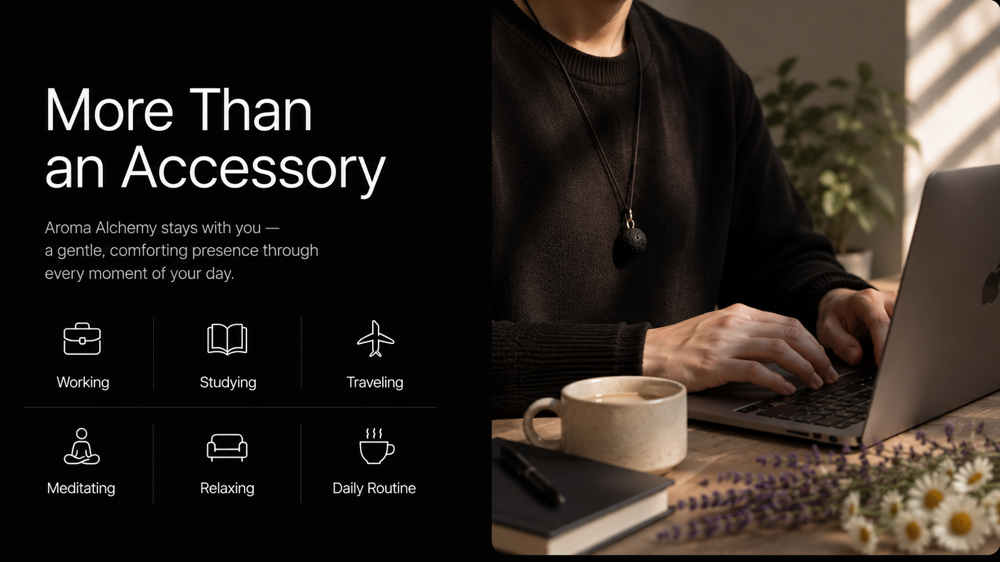 More Than
an Accessory
Aroma Alchemy stays with you —
a gentle, comforting presence through
every moment of your day.
Working
Studying
Traveling
Meditating
Relaxing
Daily Routine